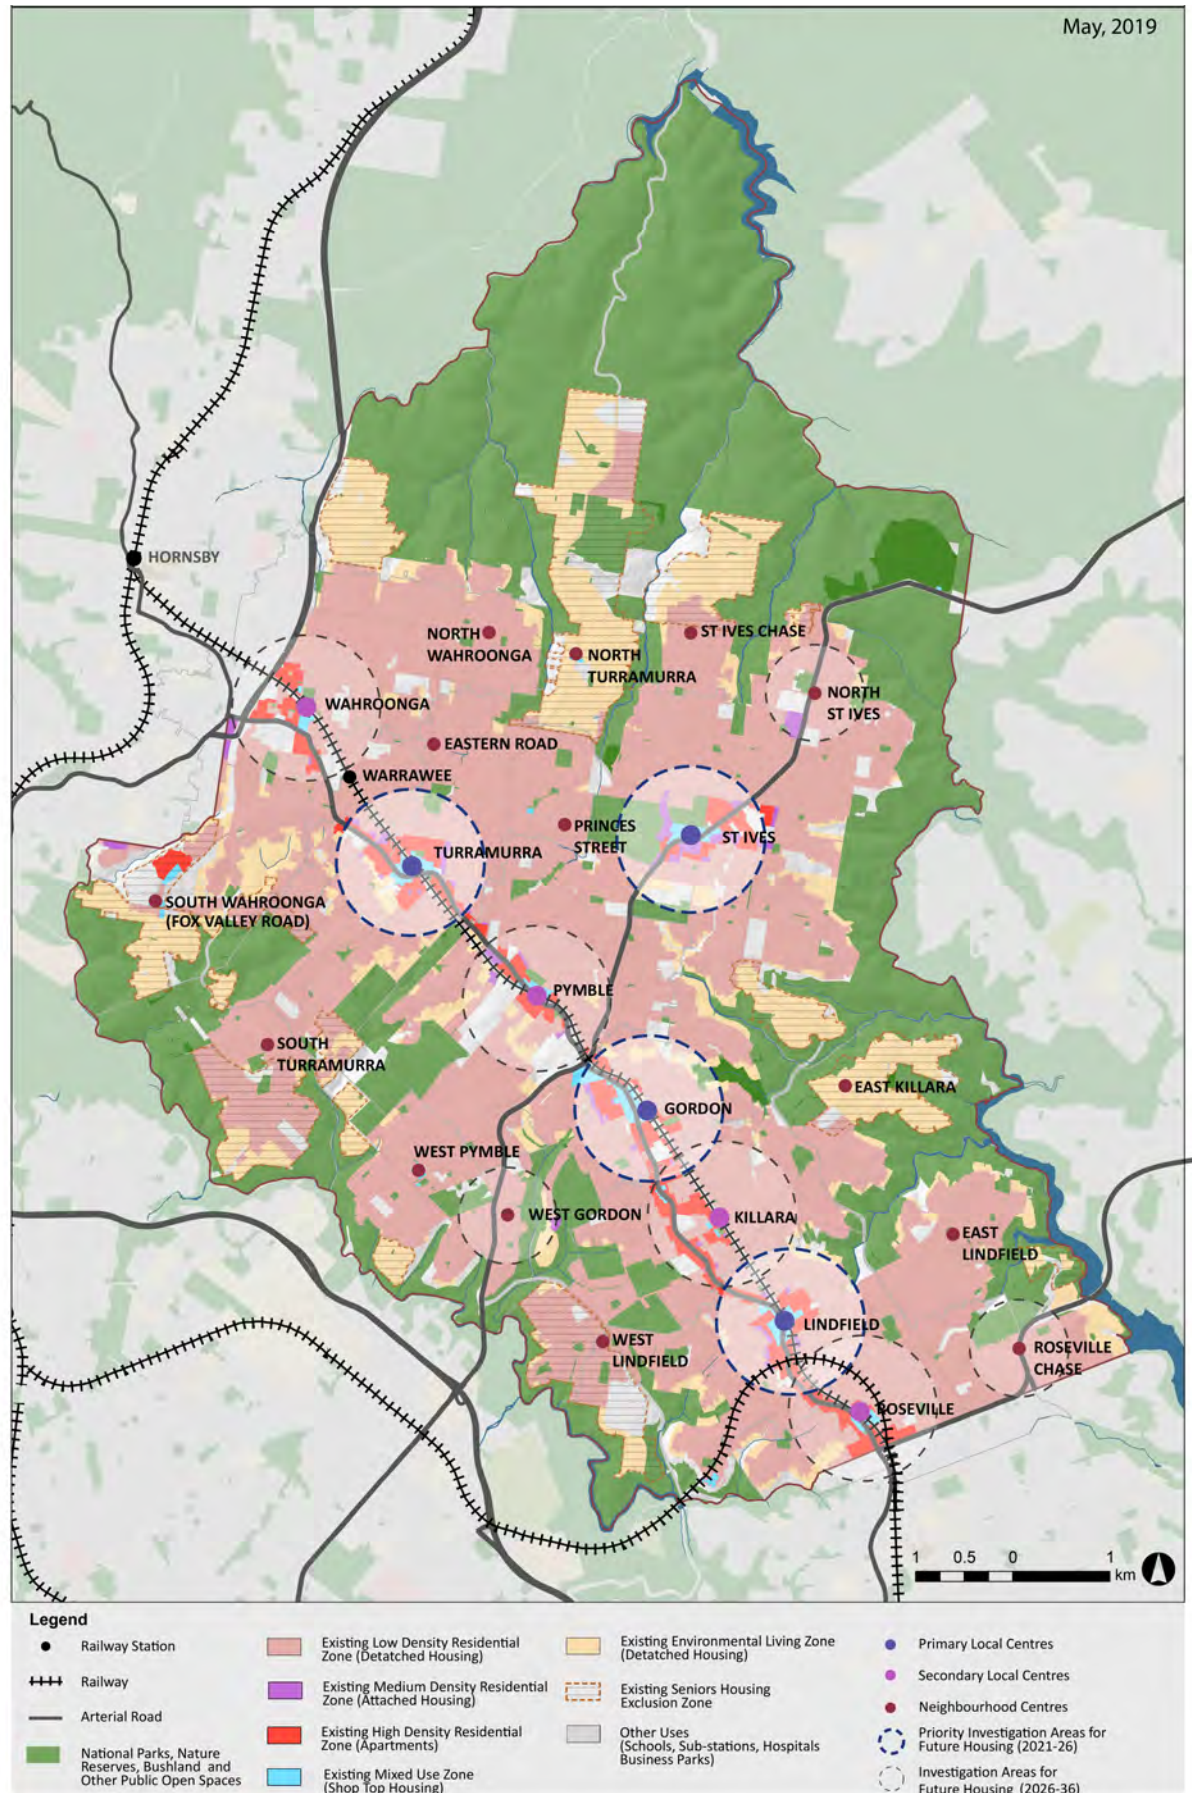 May, 2019
HORNSBY
NORTH
WAHROONGA
ST IVES CHASE
NORTH
TURRAMURRA
NORTH
ST IVES
WAHROONGA
EASTERN ROAD
WARRAWEE
PRINCES
STREET
ST IVES
TURRAMURRA
SOUTH WAHROONGA
(FOX VALLEY ROAD)
PYMBLE
SOUTH
TURRAMURRA
EAST KILLARA
GORDON
WEST PYMBLE
WEST GORDON
KILLARA
EAST
LINDFIELD
LINDFIELD
WEST
LINDFIELD
ROSEVILLE
CHASE
ROSEVILLE
1 0.5 0 1
km
Legend
Railway Station
Railway
Arterial Road
National Parks, Nature
Reserves, Bushland and
Other Public Open Spaces
Existing Low Density Residential
Zone (Detatched Housing)
Existing Medium Density Residential
Zone (Attached Housing)
Existing High Density Residential
Zone (Apartments)
Existing Mixed Use Zone
(Shop Top Housing)
Existing Environmental Living Zone
(Detatched Housing)
Existing Seniors Housing
Exclusion Zone
Other Uses
(Schools, Sub-stations, Hospitals
Business Parks)
Primary Local Centres
Secondary Local Centres
Neighbourhood Centres
Priority Investigation Areas for
Future Housing (2021-26)
Investigation Areas for
Future Housing (2026-36)